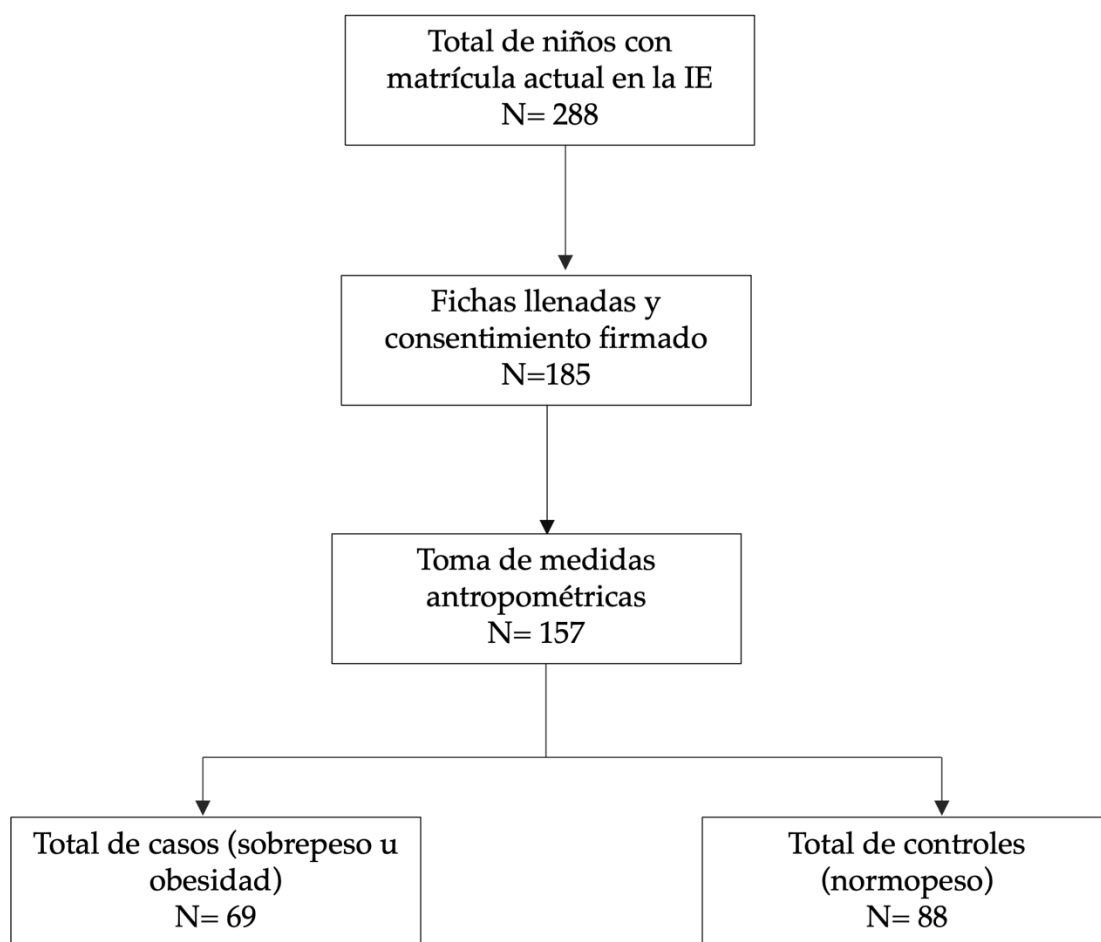 Total de niños con
matrícula actual en la IE
N= 288
Fichas llenadas y
consentimiento firmado
N=185
Toma de medidas
antropométricas
N= 157
Total de casos (sobrepeso u
obesidad)
N= 69
Total de controles
(normopeso)
N= 88